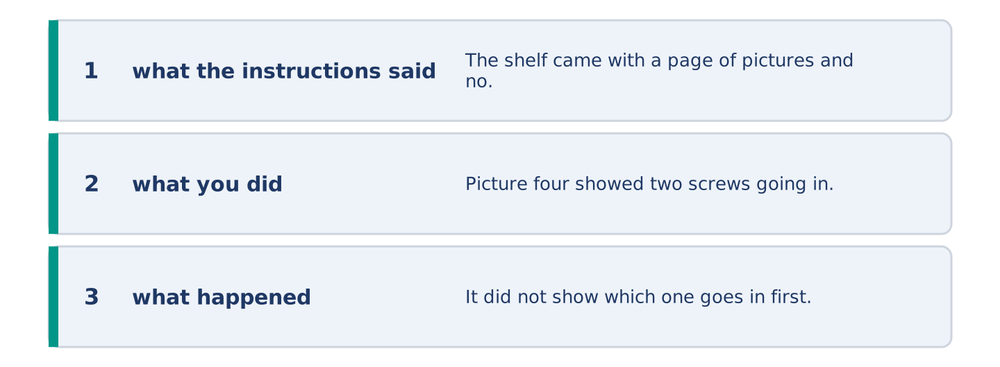 1 what the instructions said The shelf came with a page of pictures and
no.
2 what you did Picture four showed two screws going in.
3 what happened It did not show which one goes in first.